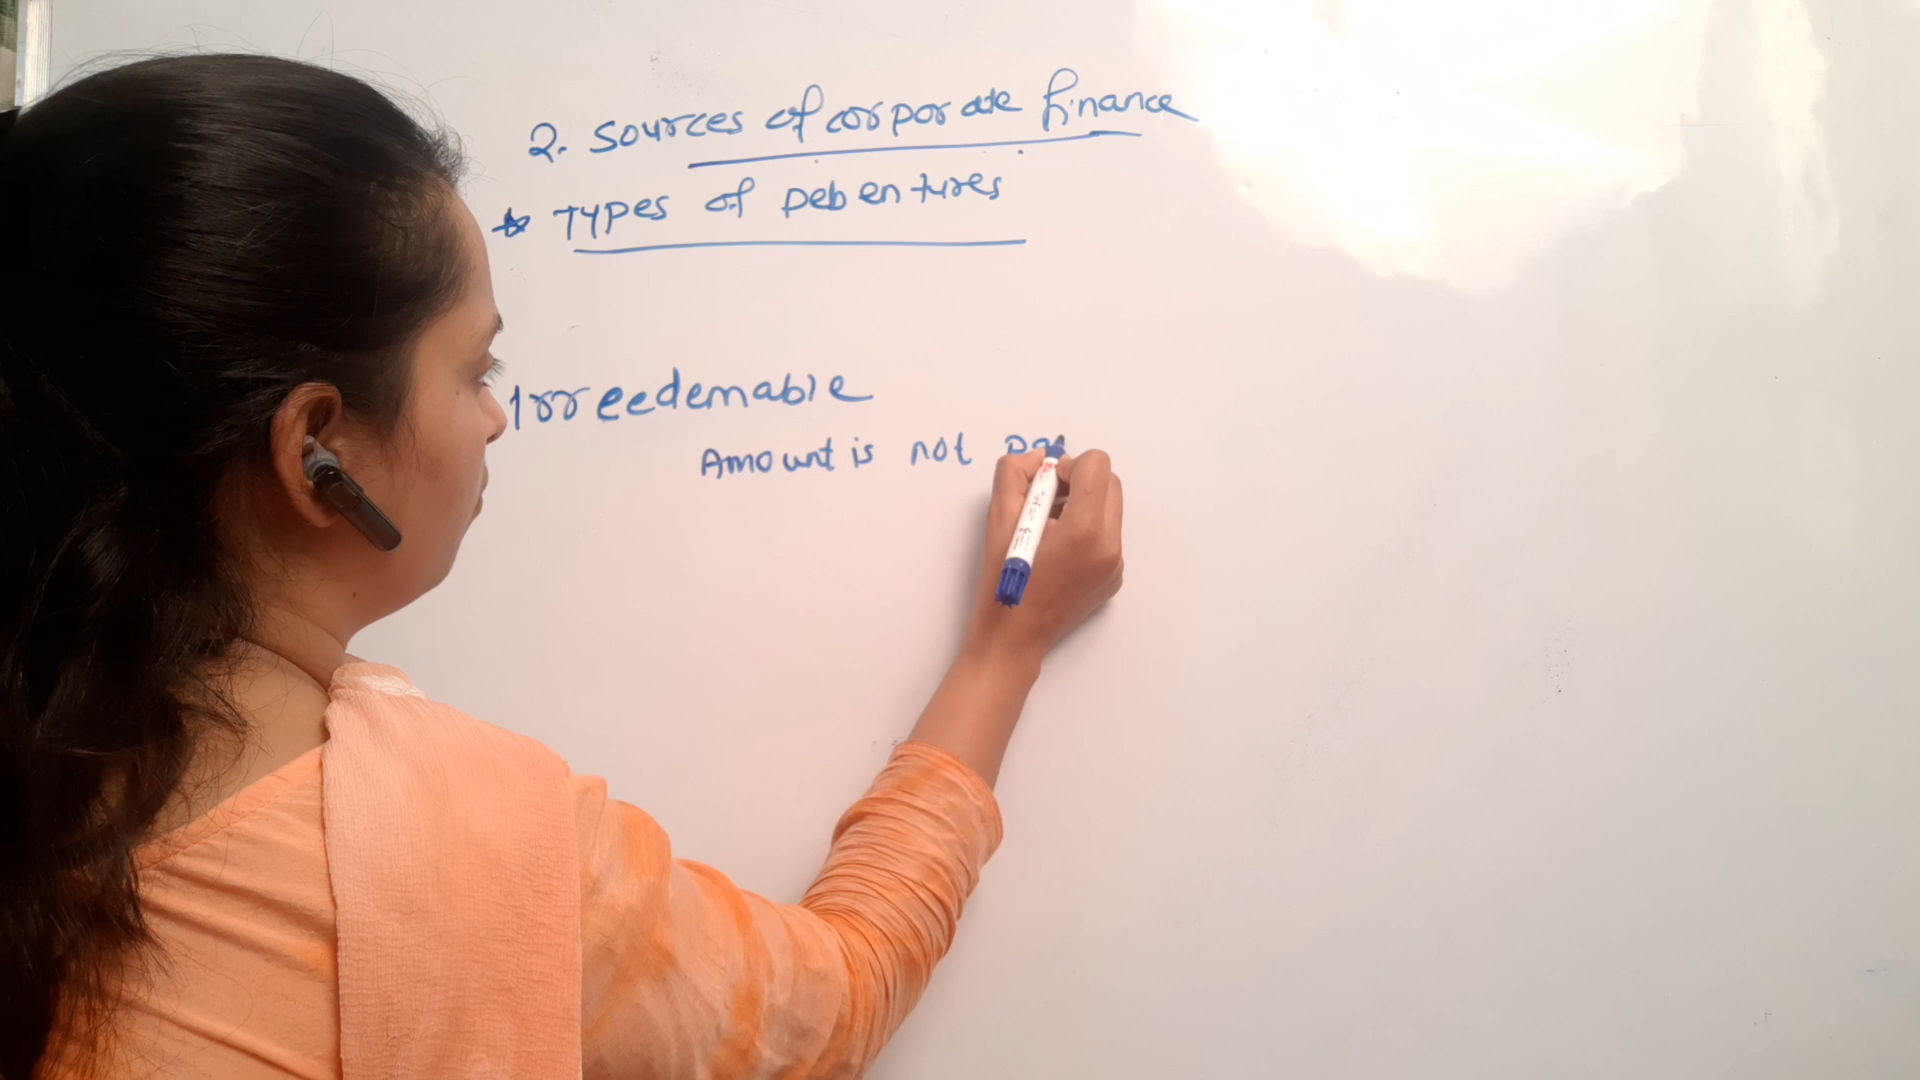 2. Sources of corporate finance
* Types of Debentures
Irreedemable
Amount is not